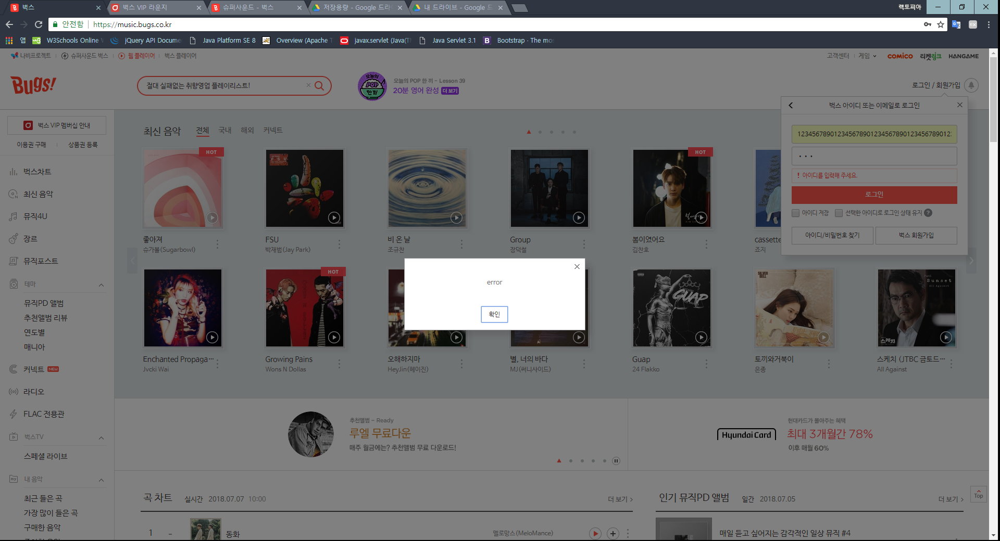 벅스
벅스 VIP 라운지
슈퍼사운드 - 벅스
저장용량 - Google 드라
내 드라이브 - Google 드
렉토피아
안전함
https://music.bugs.co.kr
앱
W3Schools Online
jQuery API Docume
Java Platform SE 8
Overview (Apache T
javax.servlet (Java(T
Java Servlet 3.1
Bootstrap · The mo
나비프로젝트
슈퍼사운드 벅스
웹 플레이어
벅스 플레이어
고객센터
게임
COMICO
티켓링크
HANGAME
Bugs!
절대 실패없는 취향영업 플레이리스트!
오늘의 POP 한끼
오늘의 POP 한 끼 - Lesson 39
20분 영어 완성 더 보기
로그인 / 회원가입
벅스 아이디 또는 이메일로 로그인
123456789012345678901234567890123456789012
아이디를 입력해 주세요.
로그인
아이디 저장
선택한 아이디로 로그인 상태 유지
아이디/비밀번호 찾기
벅스 회원가입
벅스 VIP 멤버십 안내
이용권 구매
상품권 등록
벅스차트
최신 음악
뮤직4U
장르
뮤직포스트
테마
뮤직PD 앨범
추천앨범 리뷰
연도별
매니아
커넥트 NEW
라디오
FLAC 전용관
벅스TV
스페셜 라이브
내 음악
최근 들은 곡
가장 많이 들은 곡
구매한 음악
최신 음악
전체
국내
해외
커넥트
HOT
HOT
좋아져
슈가볼(Sugarbowl)
FSU
박재범(Jay Park)
비 온 날
조규찬
Group
장덕철
봄이었어요
김찬호
cassette
죠지
error
확인
HOT
GUAP
SILVER BELL
Sunset
All Against
스케치
Enchanted Propaga···
Jvcki Wai
Growing Pains
Wons N Dollas
오해하지마
HeyJin(헤이진)
별, 너의 바다
MJ(써니사이드)
Guap
24 Flakko
토끼와거북이
은종
스케치 (JTBC 금토드···
All Against
추천앨범 - Ready
루엘 무료다운
매주 월금에는? 추천앨범 무료 다운로드!
Hyundai Card
현대카드가 몰아주는 혜택
최대 3개월간 78%
이후 매월 60%
곡 차트
실시간
2018.07.07 10:00
더 보기
인기 뮤직PD 앨범
일간
2018.07.05
더 보기
Top
1
동화
멜로망스(MeloMance)
매일 듣고 싶어지는 감각적인 일상 뮤직 #4